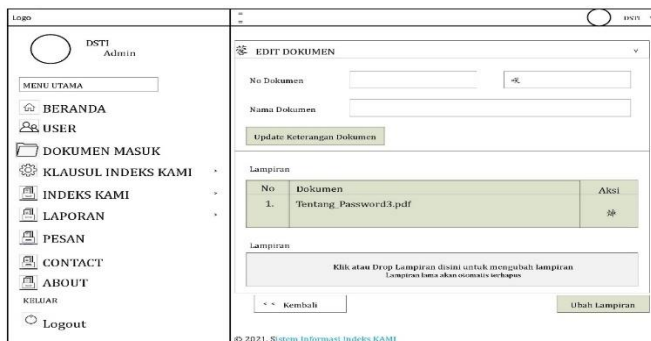 Logo
DSTI
DSTI
Admin
MENU UTAMA
BERANDA
USER
DOKUMEN MASUK
KLAUSUL INDEKS KAMI
INDEKS KAMI
LAPORAN
PESAN
CONTACT
ABOUT
KELUAR
Logout
EDIT DOKUMEN
No Dokumen
Nama Dokumen
Update Keterangan Dokumen
Lampiran
No Dokumen Aksi
1. Tentang_Password3.pdf
Lampiran
Klik atau Drop Lampiran disini untuk mengubah lampiran
Lampiran lama akan otomatis terhapus
< < Kembali
Ubah Lampiran
© 2021. Sistem Informasi Indeks KAMI